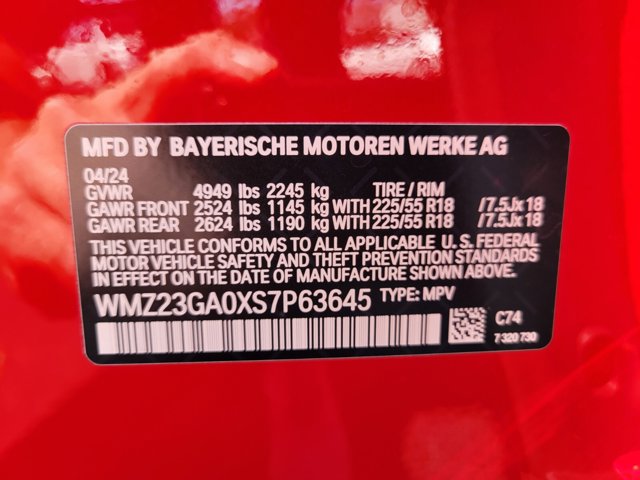 MFD BY BAYERISCHE MOTOREN WERKE AG
04/24
GVWR 4949 lbs 2245 kg TIRE / RIM
GAWR FRONT 2524 lbs 1145 kg WITH 225/55 R18 /7.5Jx18
GAWR REAR 2624 lbs 1190 kg WITH 225/55 R18 /7.5Jx18
THIS VEHICLE CONFORMS TO ALL APPLICABLE U. S. FEDERAL
MOTOR VEHICLE SAFETY AND THEFT PREVENTION STANDARDS
IN EFFECT ON THE DATE OF MANUFACTURE SHOWN ABOVE.
WMZ23GA0XS7P63645 TYPE: MPV
C74
7 320 730